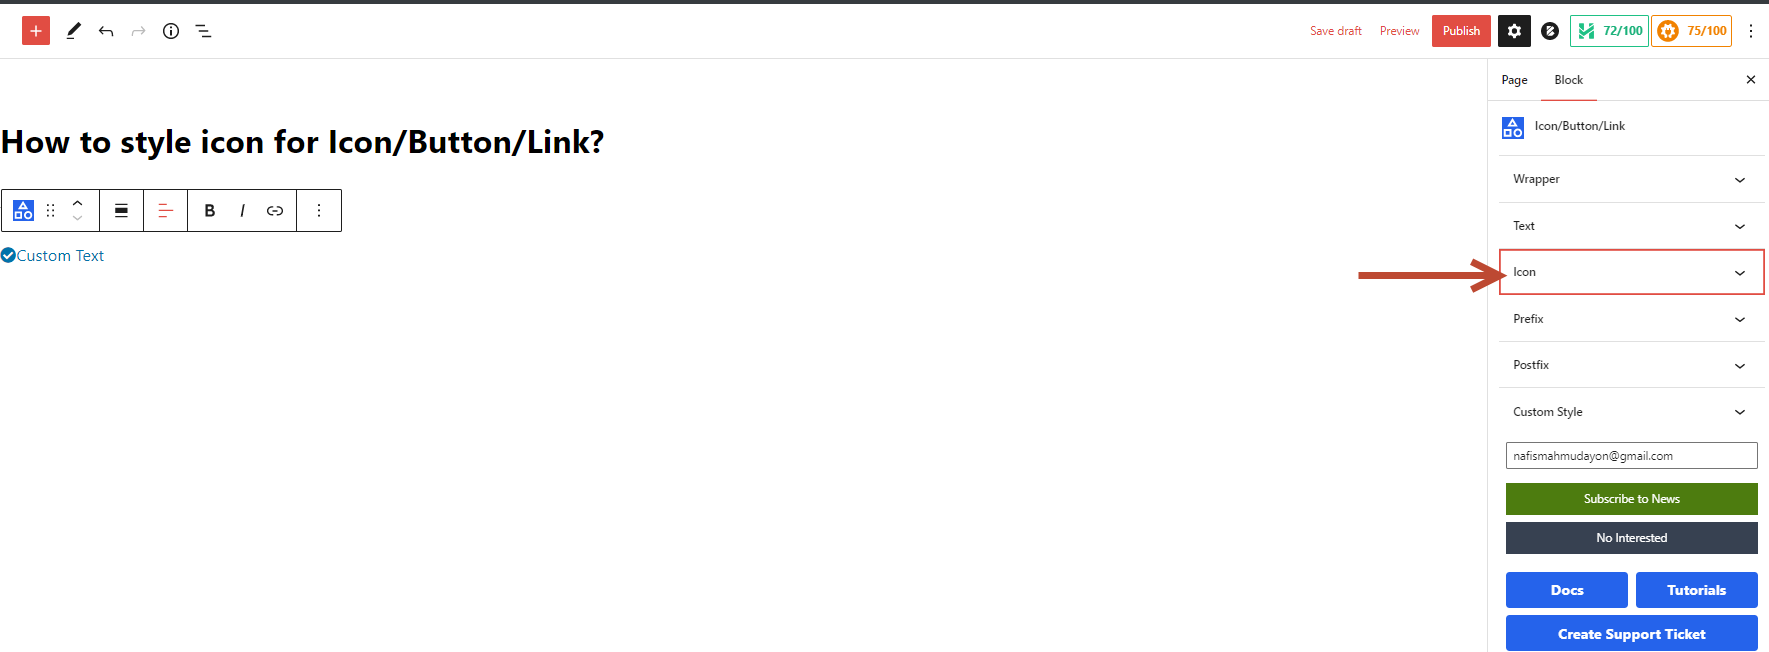 Save draft Preview Publish 72/100 75/100
Page Block
Icon/Button/Link
How to style icon for Icon/Button/Link?
Wrapper
B I
Text
Custom Text
Icon
Prefix
Postfix
Custom Style
nafismahmudayon@gmail.com
Subscribe to News
No Interested
Docs Tutorials
Create Support Ticket